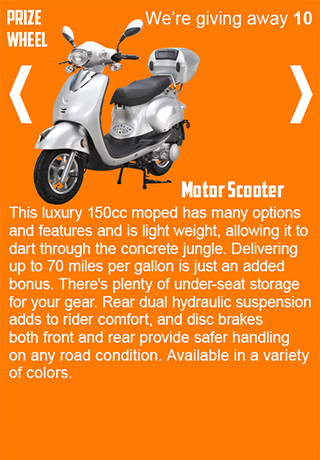 PRIZE
WHEEL
We're giving away 10
Motor Scooter
This luxury 150cc moped has many options
and features and is light weight, allowing it to
dart through the concrete jungle. Delivering
up to 70 miles per gallon is just an added
bonus. There's plenty of under-seat storage
for your gear. Rear dual hydraulic suspension
adds to rider comfort, and disc brakes
both front and rear provide safer handling
on any road condition. Available in a variety
of colors.